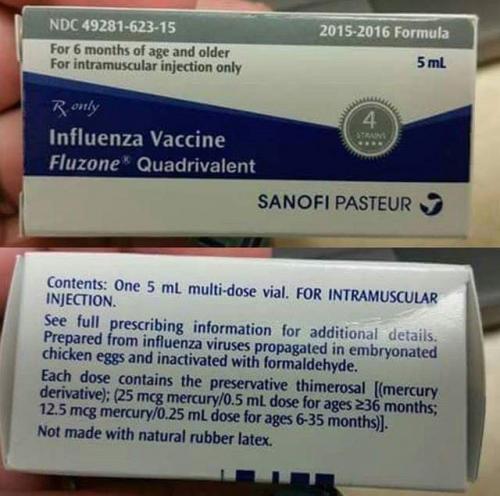 NDC 49281-623-15
2015-2016 Formula
For 6 months of age and older
For intramuscular injection only
5 mL
Rx only
4
STRAINS
Influenza Vaccine
Fluzone® Quadrivalent
SANOFI PASTEUR
Contents: One 5 mL multi-dose vial. FOR INTRAMUSCULAR
INJECTION.
See full prescribing information for additional details.
Prepared from influenza viruses propagated in embryonated
chicken eggs and inactivated with formaldehyde.
Each dose contains the preservative thimerosal [(mercury
derivative); (25 mcg mercury/0.5 mL dose for ages ≥36 months;
12.5 mcg mercury/0.25 mL dose for ages 6-35 months)].
Not made with natural rubber latex.